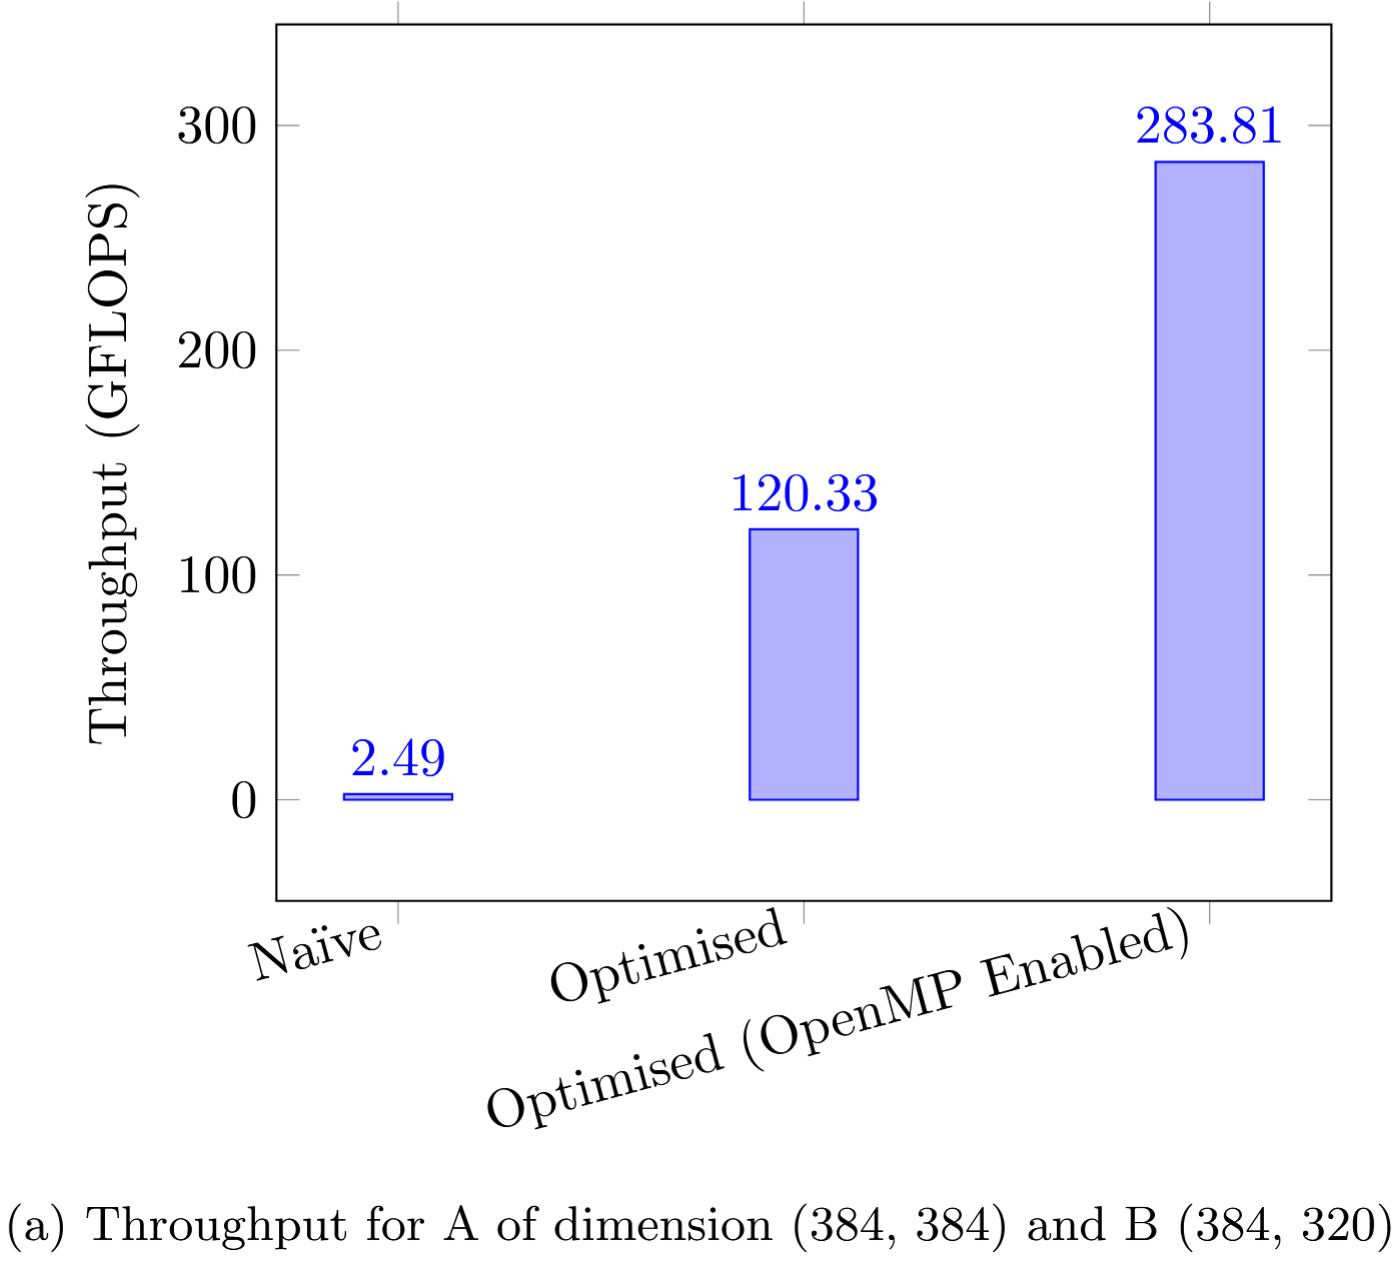 Throughput (GFLOPS)
300
200
100
0
2.49
120.33
283.81
Naïve
Optimised
Optimised (OpenMP Enabled)
(a) Throughput for A of dimension (384, 384) and B (384, 320)